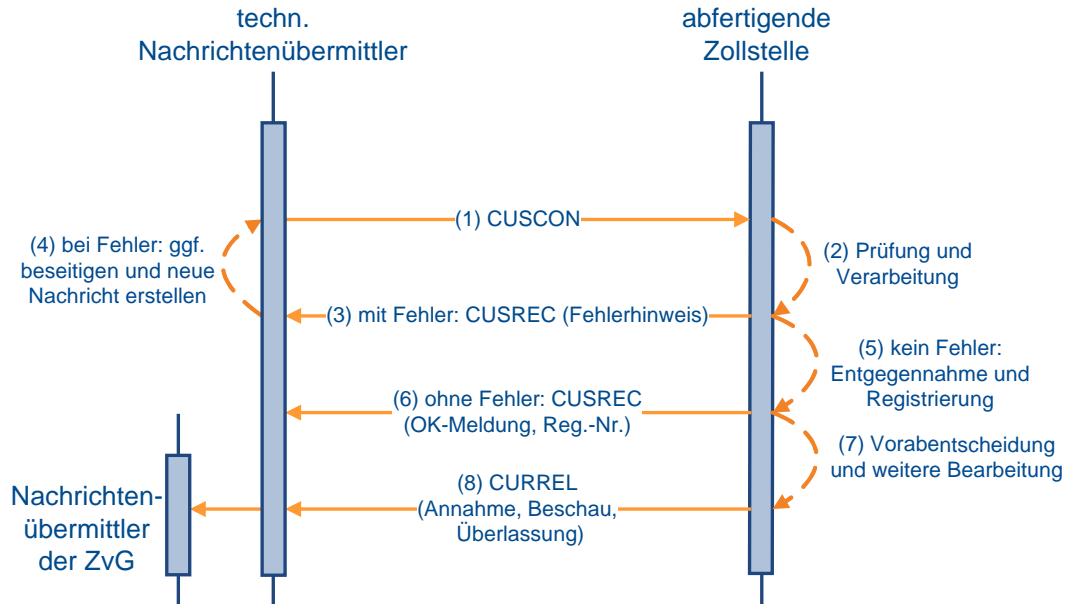 techn.
Nachrichtenübermittler
abfertigende
Zollstelle
(1) CUSCON
(2) Prüfung und
Verarbeitung
(3) mit Fehler: CUSREC (Fehlerhinweis)
(4) bei Fehler: ggf.
beseitigen und neue
Nachricht erstellen
(5) kein Fehler:
Entgegennahme und
Registrierung
(6) ohne Fehler: CUSREC
(OK-Meldung, Reg.-Nr.)
(7) Vorabentscheidung
und weitere Bearbeitung
(8) CURREL
(Annahme, Beschau,
Überlassung)
Nachrichten-
übermittler
der ZvG